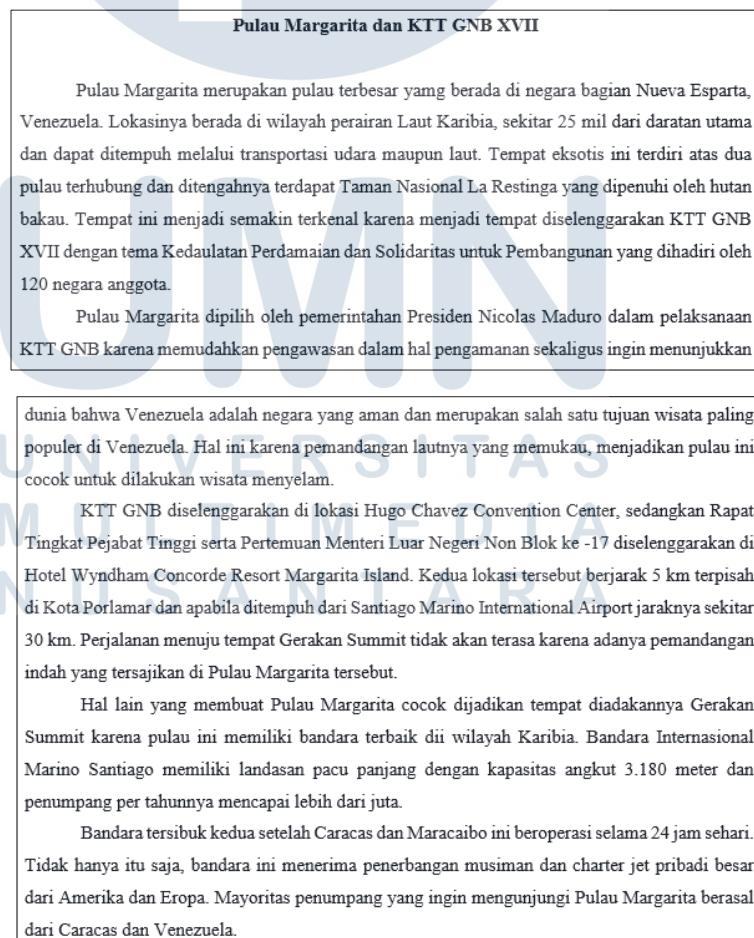 Pulau Margarita dan KTT GNB XVII
Pulau Margarita merupakan pulau terbesar yamg berada di negara bagian Nueva Esparta,
Venezuela. Lokasinya berada di wilayah perairan Laut Karibia, sekitar 25 mil dari daratan utama
dan dapat ditempuh melalui transportasi udara maupun laut. Tempat eksotis ini terdiri atas dua
pulau terhubung dan ditengahnya terdapat Taman Nasional La Restinga yang dipenuhi oleh hutan
bakau. Tempat ini menjadi semakin terkenal karena menjadi tempat diselenggarakan KTT GNB
XVII dengan tema Kedaulatan Perdamaian dan Solidaritas untuk Pembangunan yang dihadiri oleh
120 negara anggota.
Pulau Margarita dipilih oleh pemerintahan Presiden Nicolas Maduro dalam pelaksanaan
KTT GNB karena memudahkan pengawasan dalam hal pengamanan sekaligus ingin menunjukkan
dunia bahwa Venezuela adalah negara yang aman dan merupakan salah satu tujuan wisata paling
populer di Venezuela. Hal ini karena pemandangan lautnya yang memukau, menjadikan pulau ini
cocok untuk dilakukan wisata menyelam.
KTT GNB diselenggarakan di lokasi Hugo Chavez Convention Center, sedangkan Rapat
Tingkat Pejabat Tinggi serta Pertemuan Menteri Luar Negeri Non Blok ke -17 diselenggarakan di
Hotel Wyndham Concorde Resort Margarita Island. Kedua lokasi tersebut berjarak 5 km terpisah
di Kota Porlamar dan apabila ditempuh dari Santiago Marino International Airport jaraknya sekitar
30 km. Perjalanan menuju tempat Gerakan Summit tidak akan terasa karena adanya pemandangan
indah yang tersajikan di Pulau Margarita tersebut.
Hal lain yang membuat Pulau Margarita cocok dijadikan tempat diadakannya Gerakan
Summit karena pulau ini memiliki bandara terbaik dii wilayah Karibia. Bandara Internasional
Marino Santiago memiliki landasan pacu panjang dengan kapasitas angkut 3.180 meter dan
penumpang per tahunnya mencapai lebih dari juta.
Bandara tersibuk kedua setelah Caracas dan Maracaibo ini beroperasi selama 24 jam sehari.
Tidak hanya itu saja, bandara ini menerima penerbangan musiman dan charter jet pribadi besar
dari Amerika dan Eropa. Mayoritas penumpang yang ingin mengunjungi Pulau Margarita berasal
dari Caracas dan Venezuela.
UMN
UNIVERSITAS
MULTIMEDIA
NUSANTARA